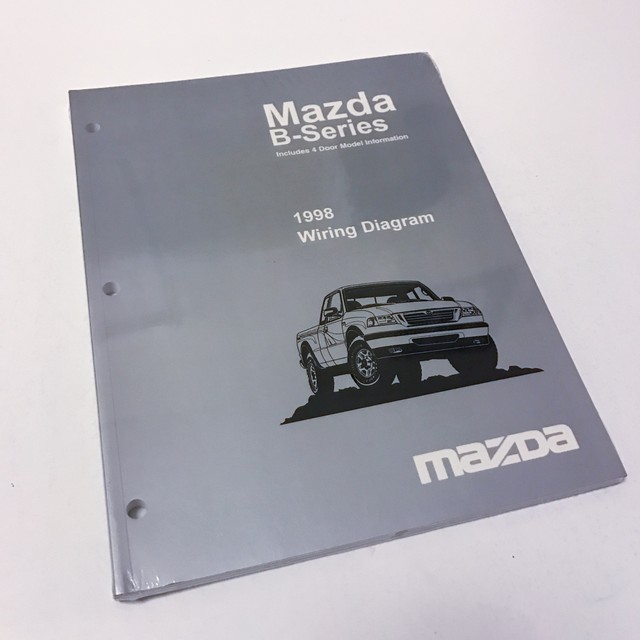 Mazda
B-Series
Includes 4 Door Model Information
1998
Wiring Diagram
mazda